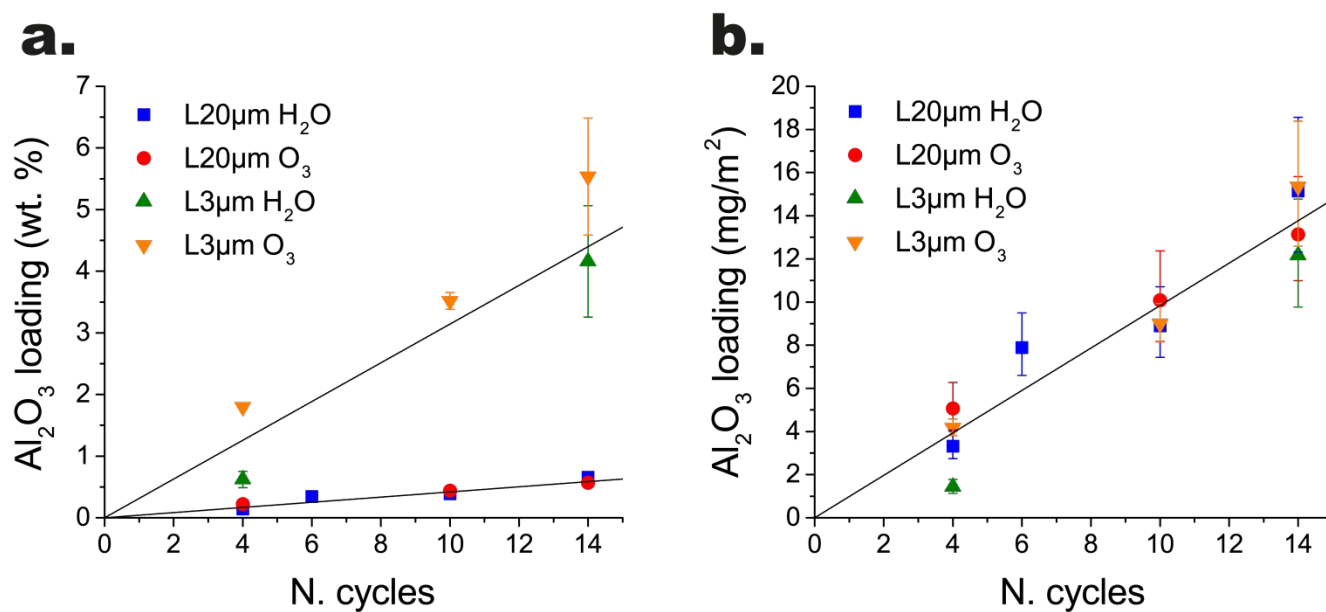 a.
Al₂O₃ loading (wt. %)
7
6
5
4
3
2
1
0
L20μm H₂O
L20μm O₃
L3μm H₂O
L3μm O₃
0 2 4 6 8 10 12 14
N. cycles
b.
Al₂O₃ loading (mg/m²)
20
18
16
14
12
10
8
6
4
2
0
L20μm H₂O
L20μm O₃
L3μm H₂O
L3μm O₃
0 2 4 6 8 10 12 14
N. cycles